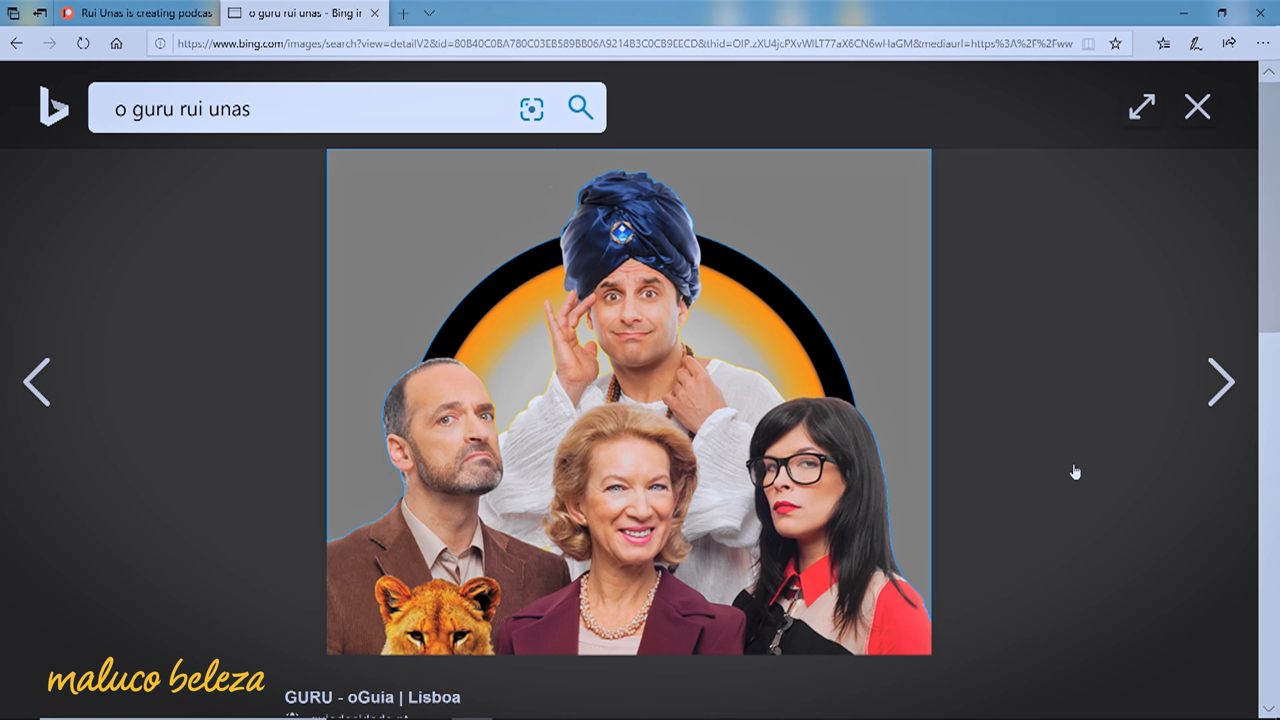 Rui Unas is creating podcas
o guru rui unas - Bing ir
https://www.bing.com/images/search?view=detailV2&id=80B40C0BA780C03EB589BB06A9214B3C0CB9EECD&thid=OIP.zXU4jcPXvWILT77aX6CN6wHaGM&mediaurl=https%3A%2F%2Fww
o guru rui unas
maluco beleza
GURU - oGuia | Lisboa